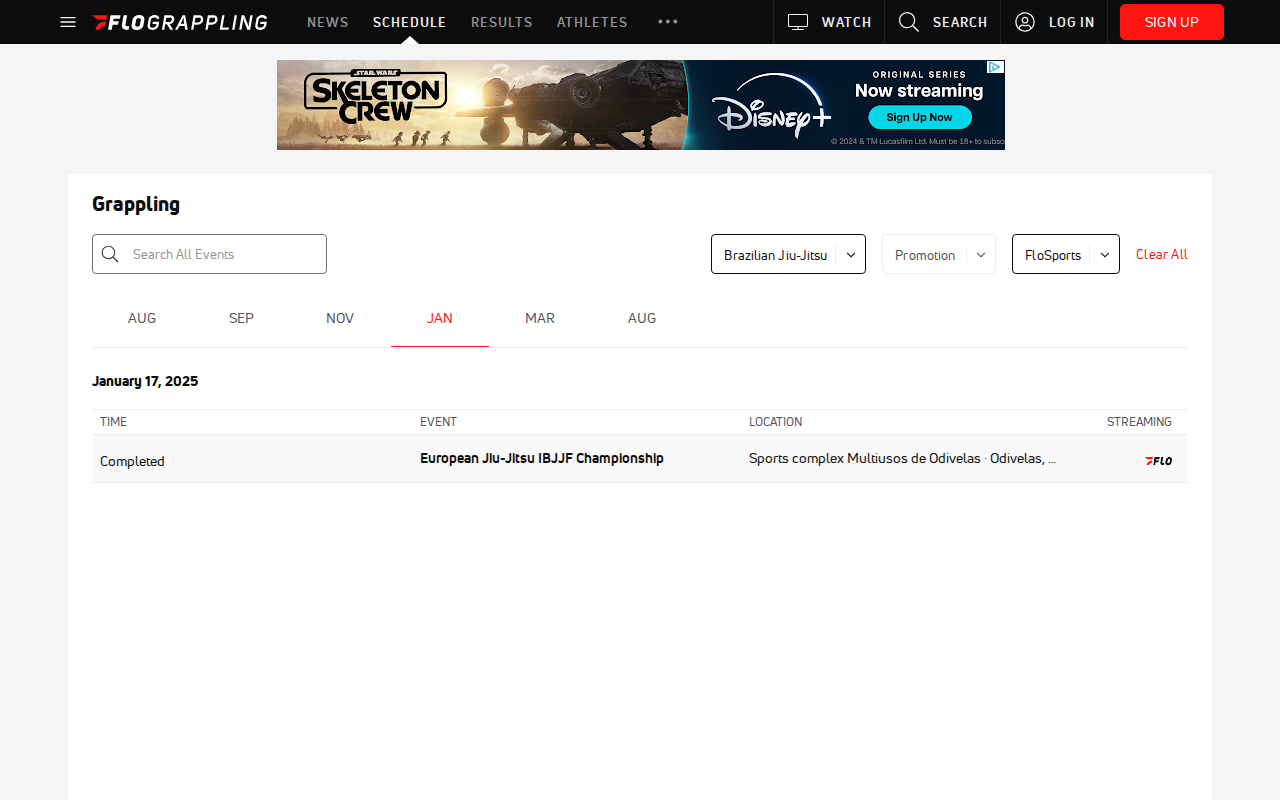 FLOGRAPPLING NEWS SCHEDULE RESULTS ATHLETES ••• WATCH SEARCH LOG IN SIGN UP
STAR WARS
SKELETON
CREW
Disney+
ORIGINAL SERIES
Now streaming
Sign Up Now
© 2024 & TM Lucasfilm Ltd. Must be 18+ to subsc
Grappling
Search All Events
Brazilian Jiu-Jitsu Promotion FloSports Clear All
AUG SEP NOV JAN MAR AUG
January 17, 2025
TIME EVENT LOCATION STREAMING
Completed European Jiu-Jitsu IBJJF Championship Sports complex Multiusos de Odivelas · Odivelas, ... FLO